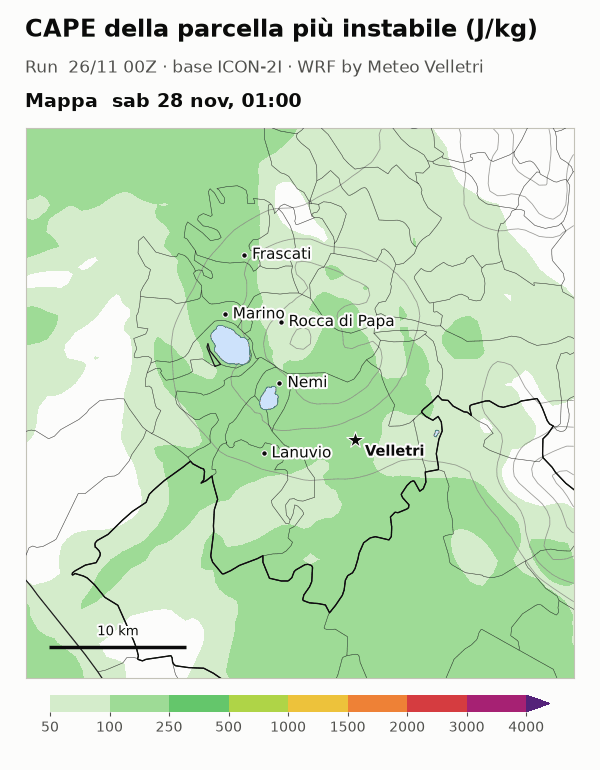 CAPE della parcella più instabile (J/kg)
Run  26/11 00Z · base ICON-2I · WRF by Meteo Velletri
Mappa  sab 28 nov, 01:00
Frascati
Marino
Rocca di Papa
Nemi
Velletri
Lanuvio
10 km
50 100 250 500 1000 1500 2000 3000 4000